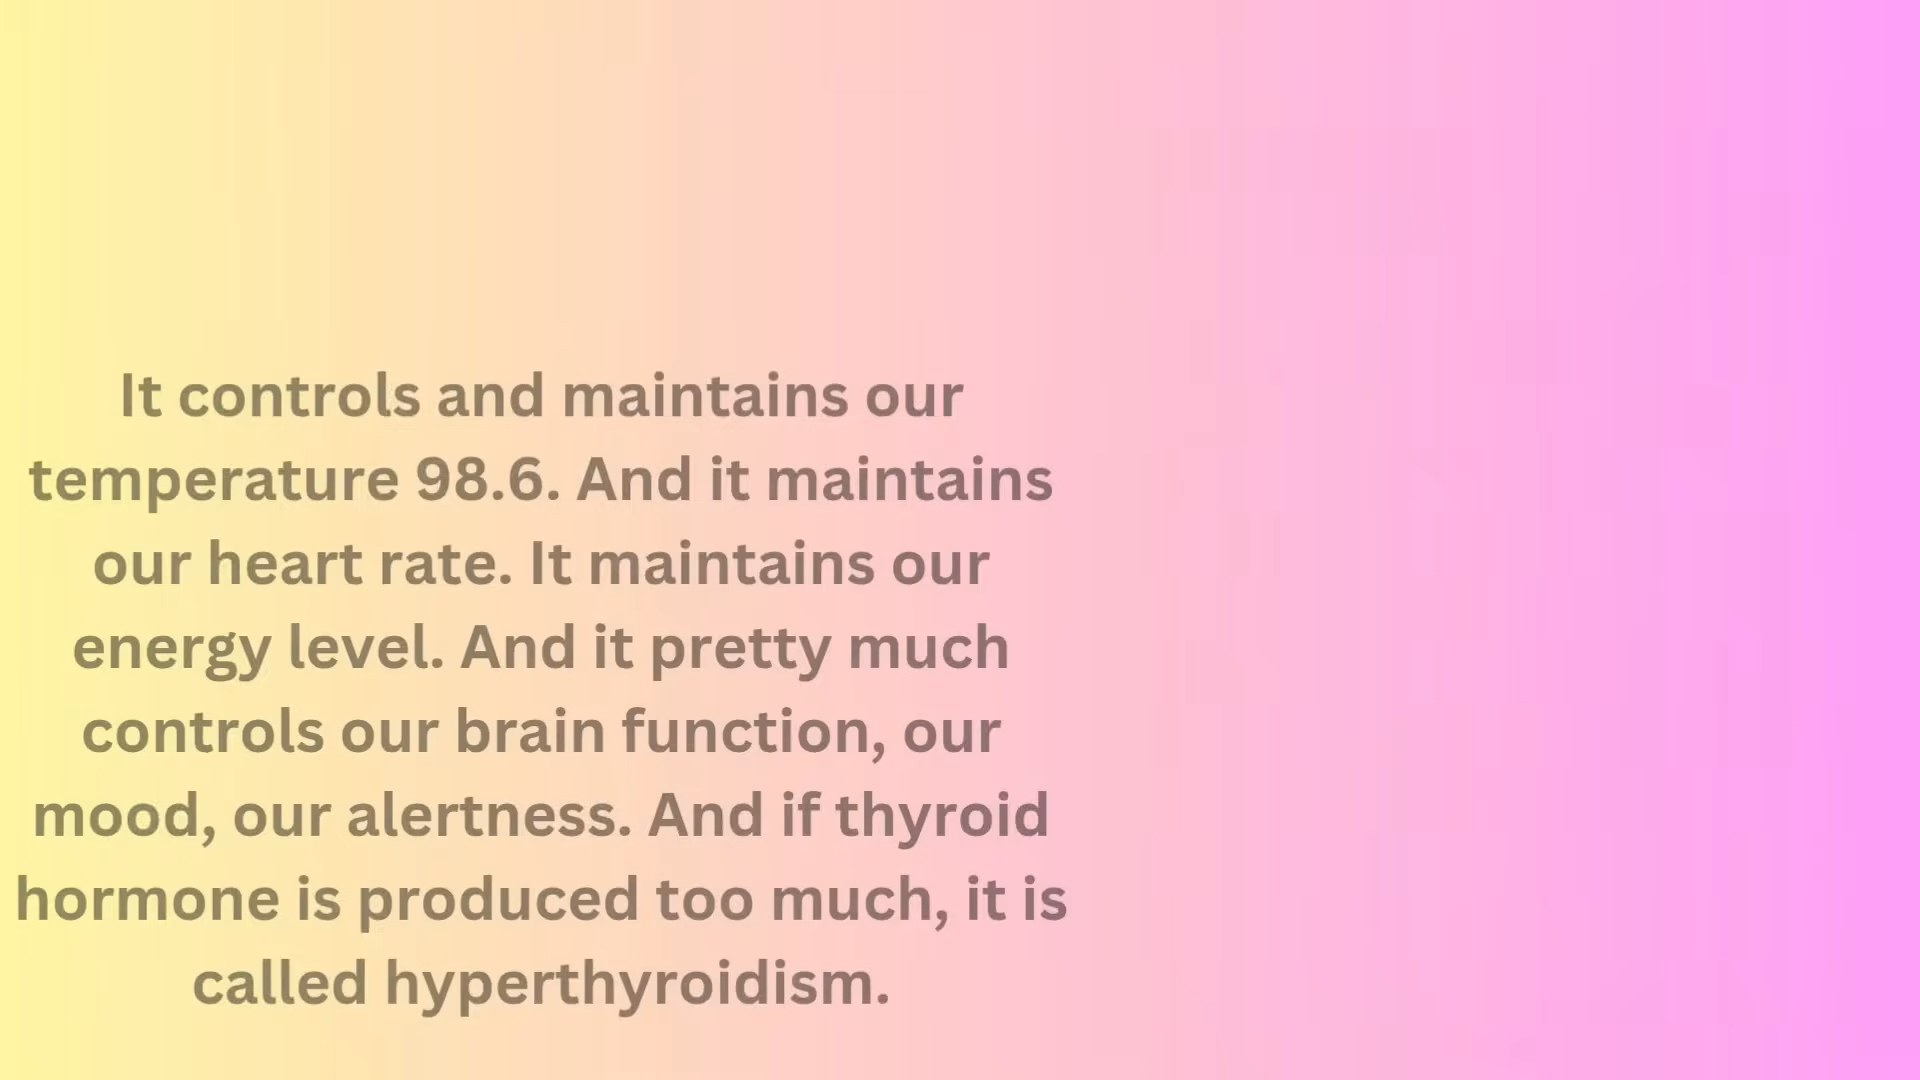 It controls and maintains our
temperature 98.6. And it maintains
our heart rate. It maintains our
energy level. And it pretty much
controls our brain function, our
mood, our alertness. And if thyroid
hormone is produced too much, it is
called hyperthyroidism.